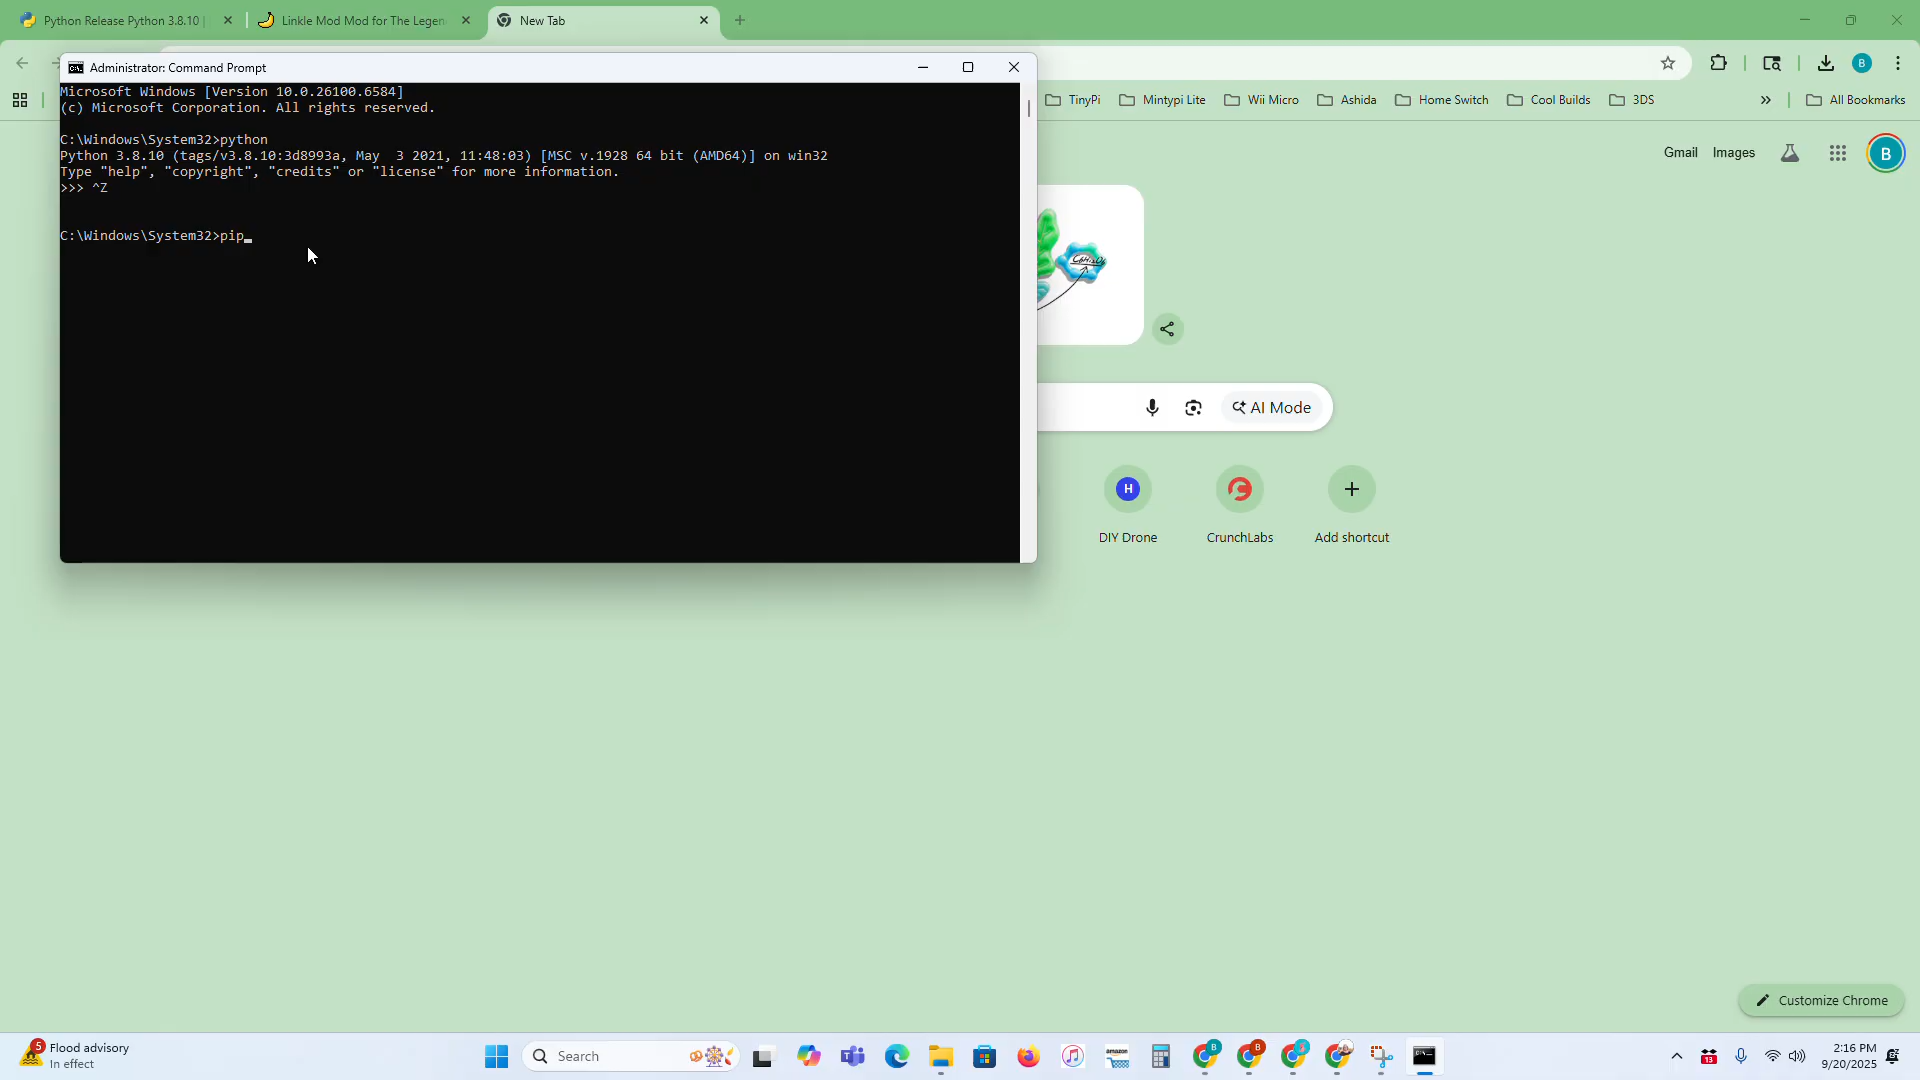 Python Release Python 3.8.10 |
Linkle Mod Mod for The Legen
New Tab
Administrator: Command Prompt
Microsoft Windows [Version 10.0.26100.6584]
(c) Microsoft Corporation. All rights reserved.
C:\Windows\System32>python
Python 3.8.10 (tags/v3.8.10:3d8993a, May  3 2021, 11:48:03) [MSC v.1928 64 bit (AMD64)] on win32
Type "help", "copyright", "credits" or "license" for more information.
>>> ^Z
C:\Windows\System32>pip_
TinyPi
Mintypi Lite
Wii Micro
Ashida
Home Switch
Cool Builds
3DS
»
All Bookmarks
B
Gmail
Images
B
C6H12O6
AI Mode
H
DIY Drone
CrunchLabs
Add shortcut
Customize Chrome
5
Flood advisory
In effect
Search
amazon
B
B
13
2:16 PM
9/20/2025